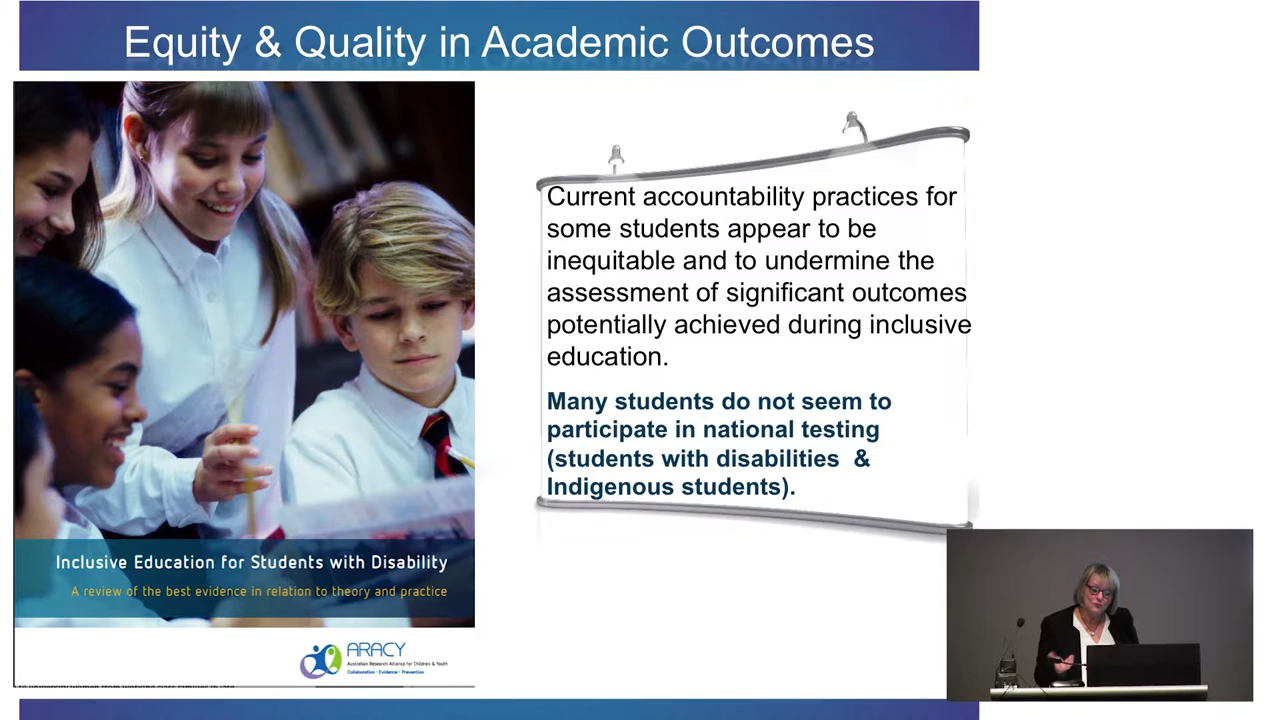 Equity & Quality in Academic Outcomes
Current accountability practices for
some students appear to be
inequitable and to undermine the
assessment of significant outcomes
potentially achieved during inclusive
education.
Many students do not seem to
participate in national testing
(students with disabilities & 
Indigenous students).
Inclusive Education for Students with Disability
A review of the best evidence in relation to theory and practice
ARACY
Australian Research Alliance for Children & Youth
Collaboration • Evidence • Prevention